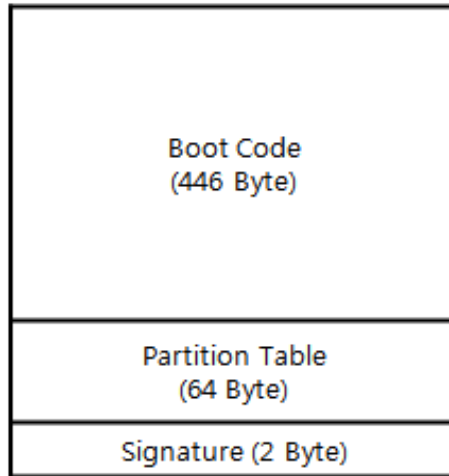 Boot Code
(446 Byte)
Partition Table
(64 Byte)
Signature (2 Byte)